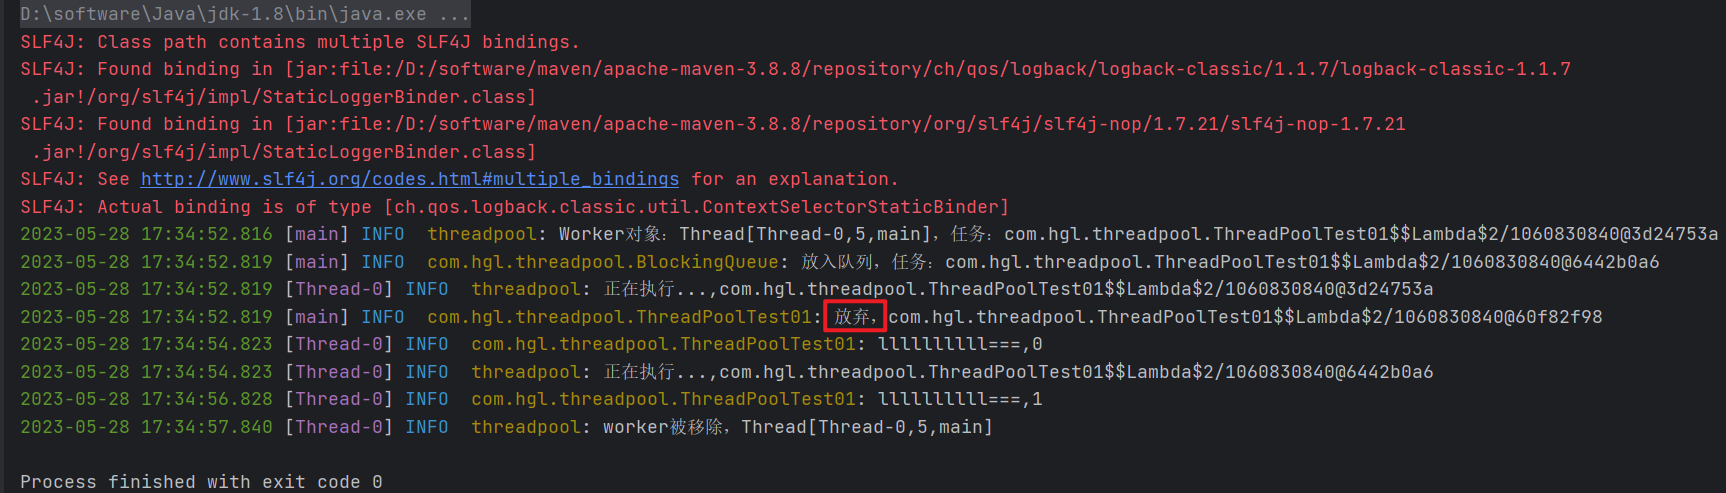 D:\software\Java\jdk-1.8\bin\java.exe ...
SLF4J: Class path contains multiple SLF4J bindings.
SLF4J: Found binding in [jar:file:/D:/software/maven/apache-maven-3.8.8/repository/ch/qos/logback/logback-classic/1.1.7/logback-classic-1.1.7
.jar!/org/slf4j/impl/StaticLoggerBinder.class]
SLF4J: Found binding in [jar:file:/D:/software/maven/apache-maven-3.8.8/repository/org/slf4j/slf4j-nop/1.7.21/slf4j-nop-1.7.21
.jar!/org/slf4j/impl/StaticLoggerBinder.class]
SLF4J: See http://www.slf4j.org/codes.html#multiple_bindings for an explanation.
SLF4J: Actual binding is of type [ch.qos.logback.classic.util.ContextSelectorStaticBinder]
2023-05-28 17:34:52.816 [main] INFO  threadpool: Worker对象：Thread[Thread-0,5,main]，任务：com.hgl.threadpool.ThreadPoolTest01$$Lambda$2/1060830840@3d24753a
2023-05-28 17:34:52.819 [main] INFO  com.hgl.threadpool.BlockingQueue: 放入队列，任务：com.hgl.threadpool.ThreadPoolTest01$$Lambda$2/1060830840@6442b0a6
2023-05-28 17:34:52.819 [Thread-0] INFO  threadpool: 正在执行...,com.hgl.threadpool.ThreadPoolTest01$$Lambda$2/1060830840@3d24753a
2023-05-28 17:34:52.819 [main] INFO  com.hgl.threadpool.ThreadPoolTest01: 放弃，com.hgl.threadpool.ThreadPoolTest01$$Lambda$2/1060830840@60f82f98
2023-05-28 17:34:54.823 [Thread-0] INFO  com.hgl.threadpool.ThreadPoolTest01: llllllllll===,0
2023-05-28 17:34:54.823 [Thread-0] INFO  threadpool: 正在执行...,com.hgl.threadpool.ThreadPoolTest01$$Lambda$2/1060830840@6442b0a6
2023-05-28 17:34:56.828 [Thread-0] INFO  com.hgl.threadpool.ThreadPoolTest01: llllllllll===,1
2023-05-28 17:34:57.840 [Thread-0] INFO  threadpool: worker被移除，Thread[Thread-0,5,main]
Process finished with exit code 0